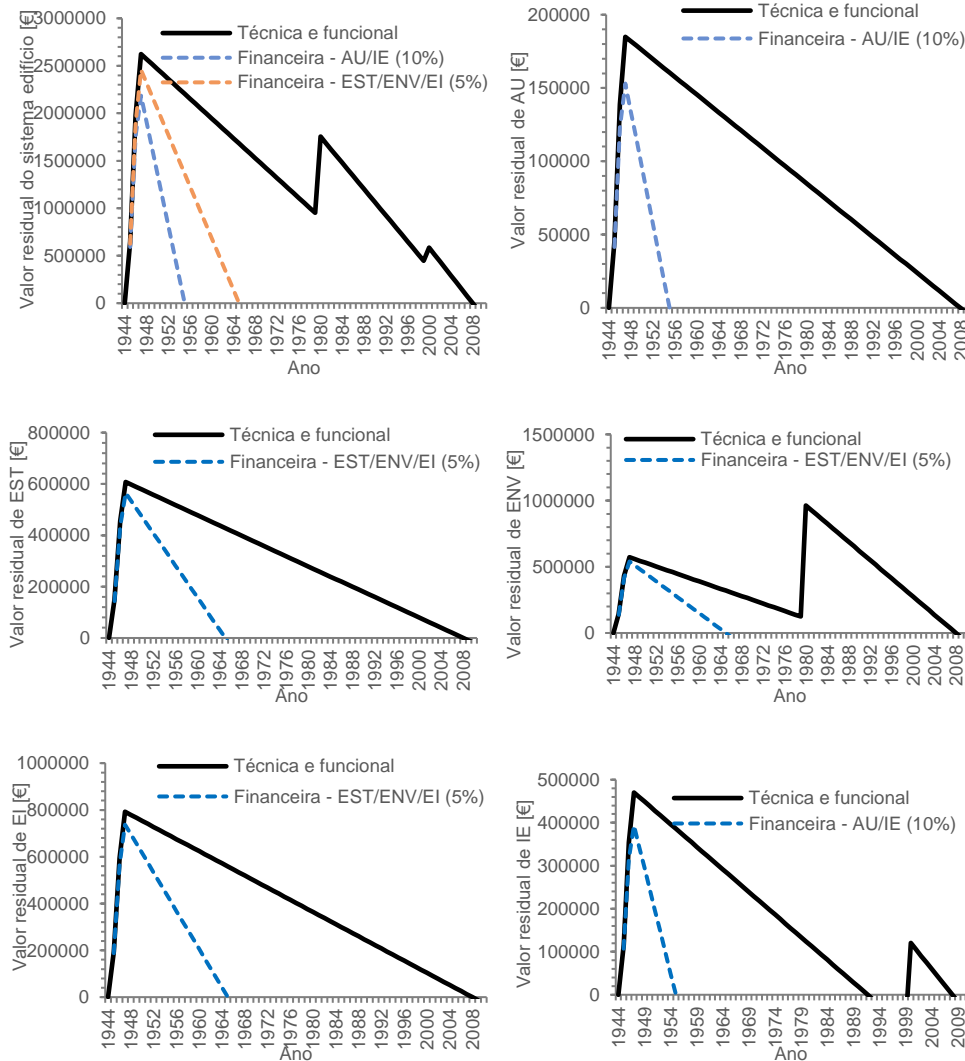 Valor residual do sistema edifício [€]
3000000
2500000
2000000
1500000
1000000
500000
0
Técnica e funcional
Financeira - AU/IE (10%)
Financeira - EST/ENV/EI (5%)
1944 1948 1952 1956 1960 1964 1968 1972 1976 1980 1984 1988 1992 1996 2000 2004 2008
Ano
Valor residual de AU [€]
200000
150000
100000
50000
0
Técnica e funcional
Financeira - AU/IE (10%)
1944 1948 1952 1956 1960 1964 1968 1972 1976 1980 1984 1988 1992 1996 2000 2004 2008
Ano
Valor residual de EST [€]
800000
600000
400000
200000
0
Técnica e funcional
Financeira - EST/ENV/EI (5%)
1944 1948 1952 1956 1960 1964 1968 1972 1976 1980 1984 1988 1992 1996 2000 2004 2008
Ano
Valor residual de ENV [€]
1500000
1000000
500000
0
Técnica e funcional
Financeira - EST/ENV/EI (5%)
1944 1948 1952 1956 1960 1964 1968 1972 1976 1980 1984 1988 1992 1996 2000 2004 2008
Ano
Valor residual de EI [€]
1000000
800000
600000
400000
200000
0
Técnica e funcional
Financeira - EST/ENV/EI (5%)
1944 1948 1952 1956 1960 1964 1968 1972 1976 1980 1984 1988 1992 1996 2000 2004 2008
Ano
Valor residual de IE [€]
500000
400000
300000
200000
100000
0
Técnica e funcional
Financeira - AU/IE (10%)
1944 1949 1954 1959 1964 1969 1974 1979 1984 1989 1994 1999 2004 2009
Ano